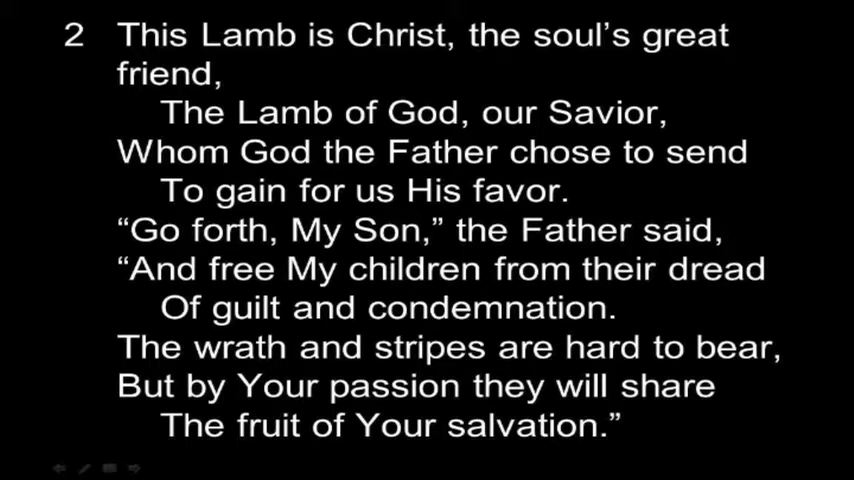 2 This Lamb is Christ, the soul’s great
friend,
The Lamb of God, our Savior,
Whom God the Father chose to send
To gain for us His favor.
“Go forth, My Son,” the Father said,
“And free My children from their dread
Of guilt and condemnation.
The wrath and stripes are hard to bear,
But by Your passion they will share
The fruit of Your salvation.”